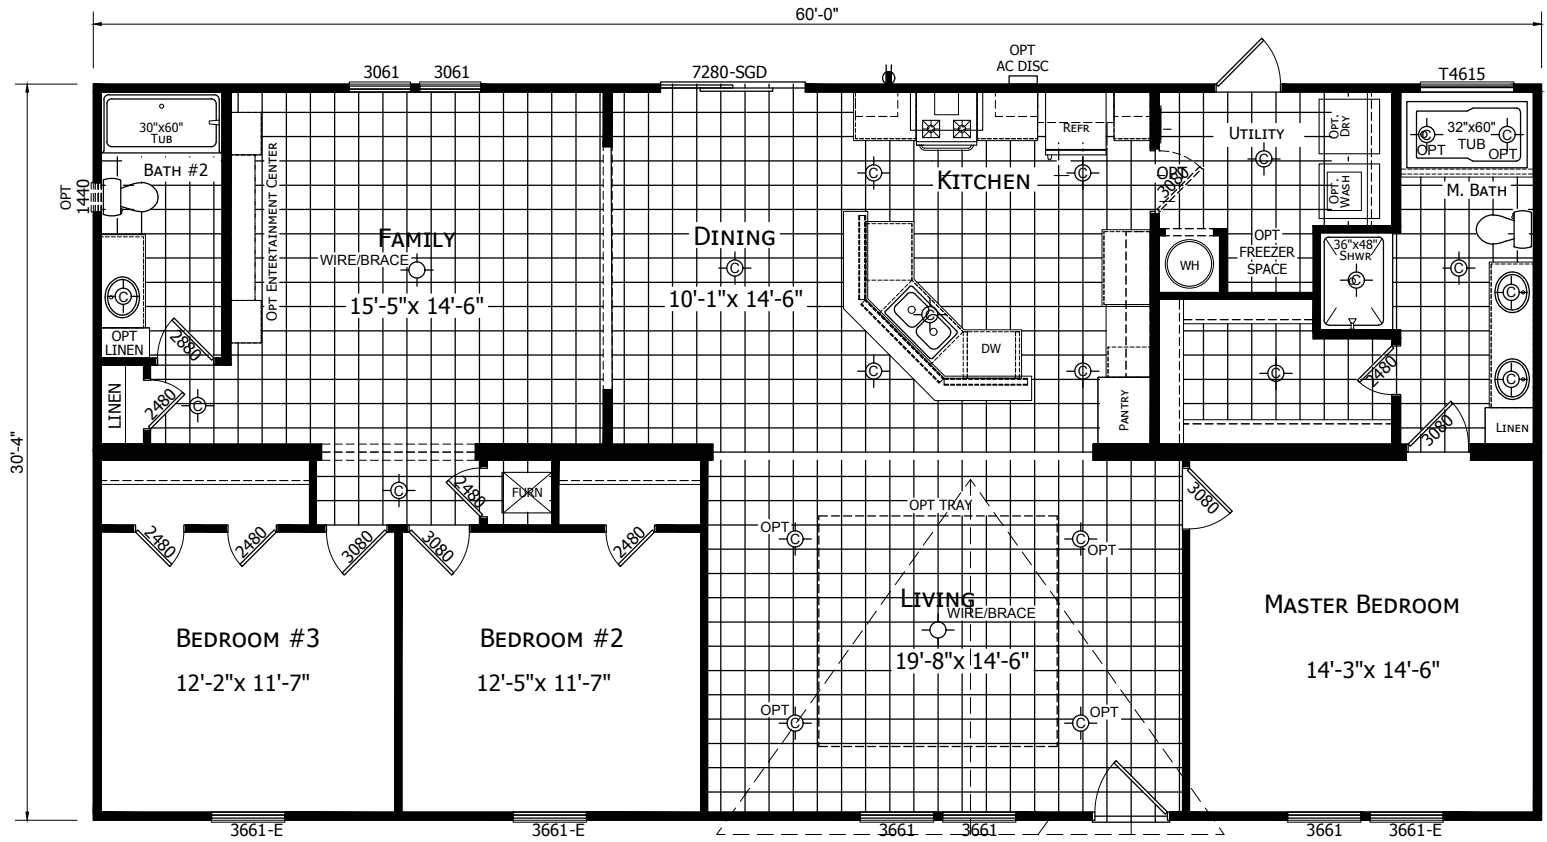 60'-0"
OPT
AC DISC
3061
3061
7280-SGD
T4615
30"x60"
TUB
BATH #2
OPT
1440
OPT
LINEN
2880
LINEN
2480
OPT ENTERTAINMENT CENTER
FAMILY
WIRE/BRACE
15'-5"x 14'-6"
DINING
10'-1"x 14'-6"
C
KITCHEN
REFR
DW
PANTRY
OPT
3080
UTILITY
OPT.
DRY
OPT.
WASH
WH
OPT
FREEZER
SPACE
32"x60"
TUB
OPT
OPT
M. BATH
36"x48"
SHWR
2480
LINEN
3080
30'-4"
2480
FURN
2480
2480
3080
3080
2480
BEDROOM #3
12'-2"x 11'-7"
BEDROOM #2
12'-5"x 11'-7"
OPT TRAY
OPT
OPT
LIVING
WIRE/BRACE
19'-8"x 14'-6"
OPT
OPT
3080
MASTER BEDROOM
14'-3"x 14'-6"
3661-E
3661-E
3661
3661
3661
3661-E